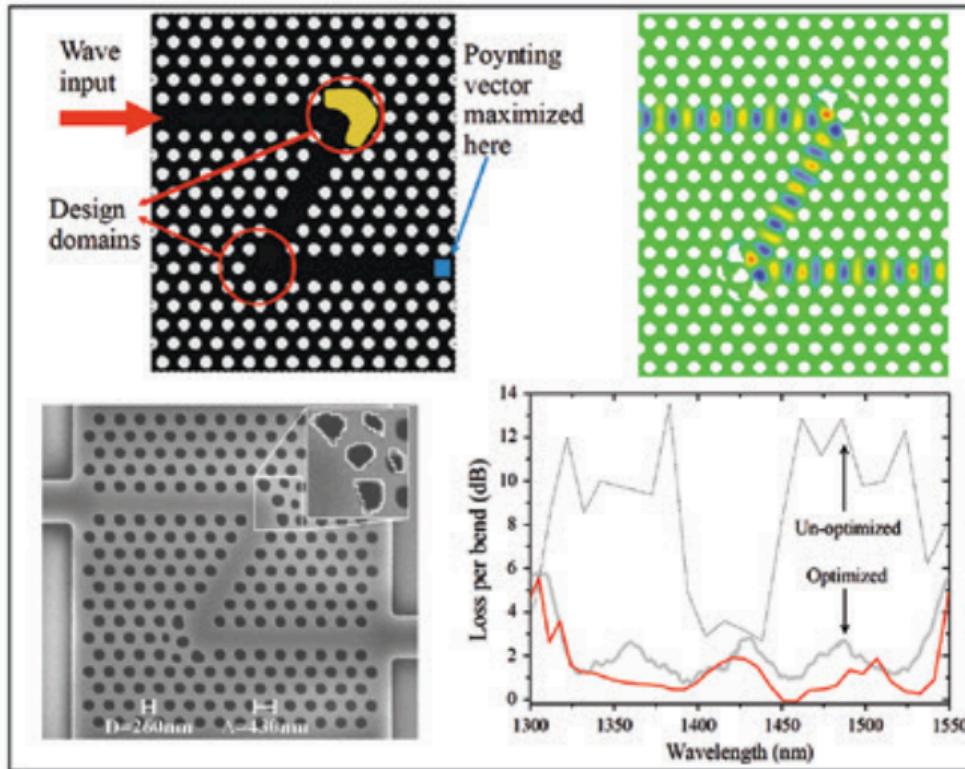 Wave
input
Poynting
vector
maximized
here
Design
domains
D=260nm
Λ=430nm
14
12
10
8
6
4
2
0
Loss per bend (dB)
Un-optimized
Optimized
1300
1350
1400
1450
1500
1550
Wavelength (nm)